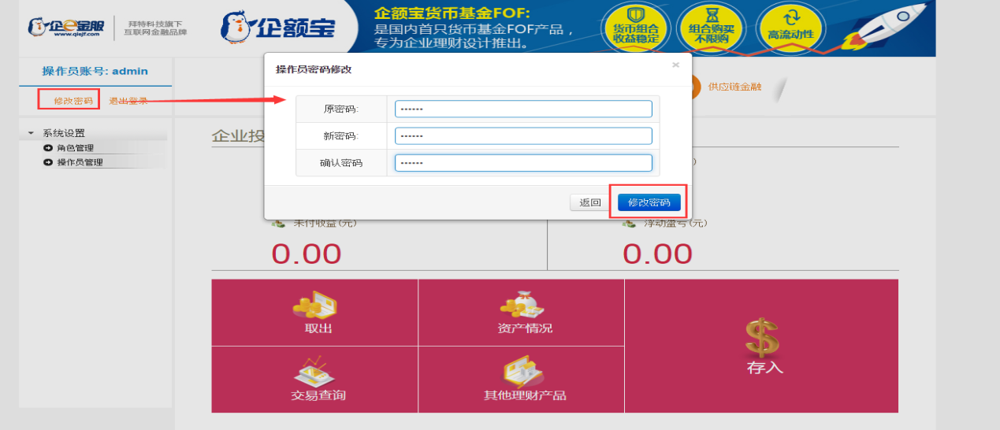 企e金服
www.qiejf.com
拜特科技旗下
互联网金融品牌
企额宝
企额宝货币基金FOF:
是国内首只货币基金FOF产品，
专为企业理财设计推出。
货币组合
收益稳定
组合购买
不限购
高流动性
操作员账号: admin
修改密码 退出登录
供应链金融
系统设置
角色管理
操作员管理
企业投
操作员密码修改
×
原密码:
新密码:
确认密码
返回
修改密码
未付收益(元)
浮动盈亏(元)
0.00
0.00
取出
资产情况
存入
交易查询
其他理财产品